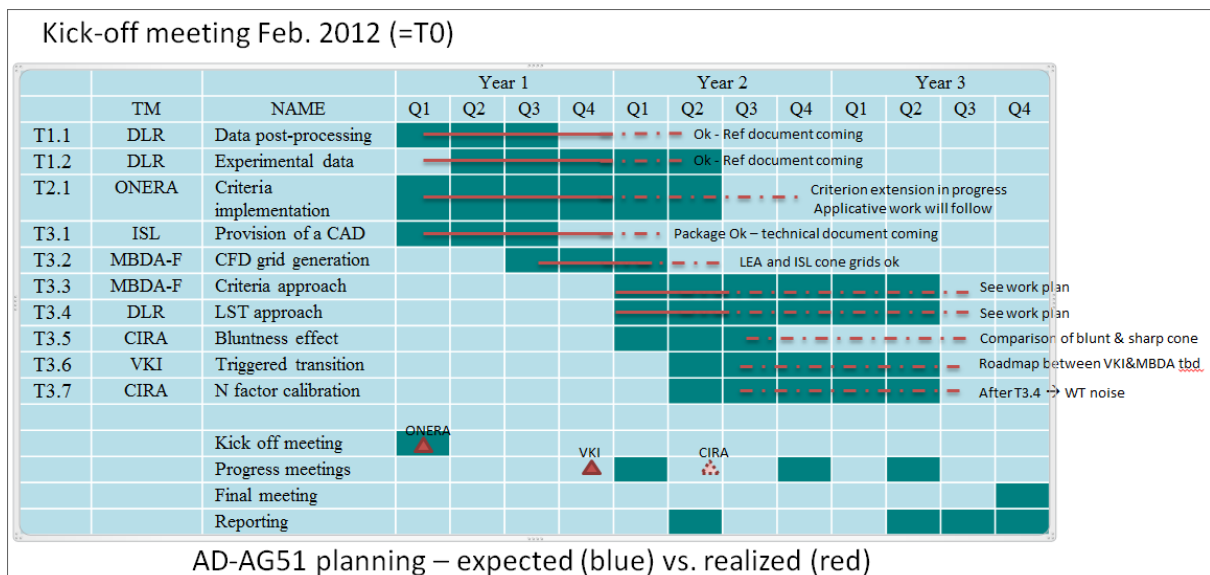 Kick-off meeting Feb. 2012 (=T0)
Year 1 Year 2 Year 3
TM NAME Q1 Q2 Q3 Q4 Q1 Q2 Q4 Q1 Q2 Q3 Q4
T1.1 DLR Data post-processing Ok - Ref document coming
T1.2 DLR Experimental data Ok - Ref document coming
T2.1 ONERA Criteria
implementation
Criterion extension in progress
Applicative work will follow
T3.1 ISL Provision of a CAD Package Ok – technical document coming
T3.2 MBDA-F CFD grid generation LEA and ISL cone grids ok
T3.3 MBDA-F Criteria approach See work plan
T3.4 DLR LST approach See work plan
T3.5 CIRA Bluntness effect Comparison of blunt & sharp cone
T3.6 VKI Triggered transition Roadmap between VKI&MBDA tbd
T3.7 CIRA N factor calibration After T3.4 → WT noise
Kick off meeting ONERA
Progress meetings VKI CIRA
Final meeting
Reporting
AD-AG51 planning – expected (blue) vs. realized (red)